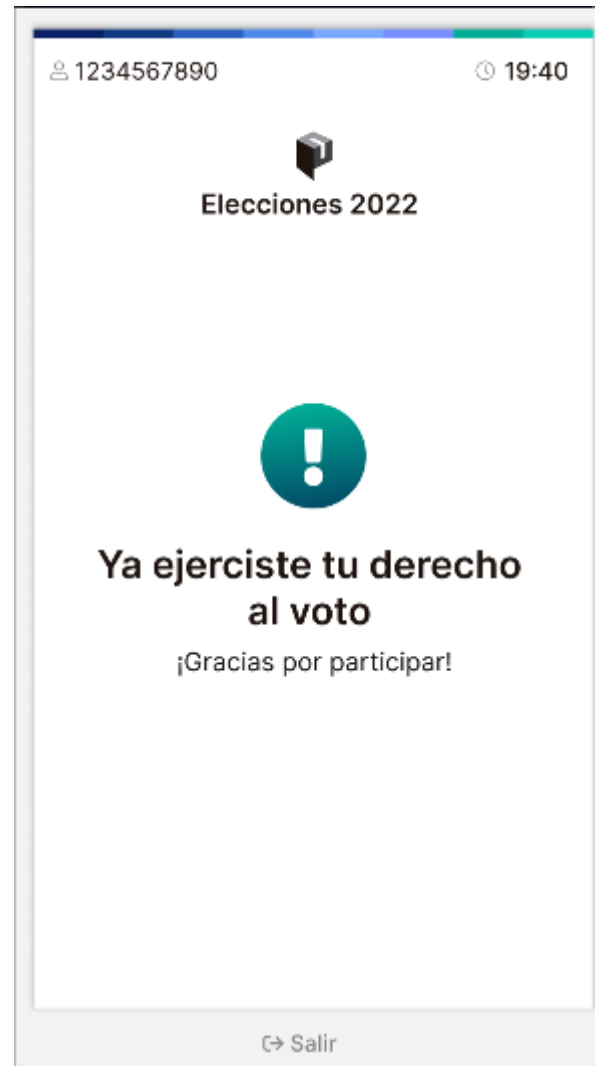 1234567890 19:40
Elecciones 2022
Ya ejerciste tu derecho
al voto
¡Gracias por participar!
Salir